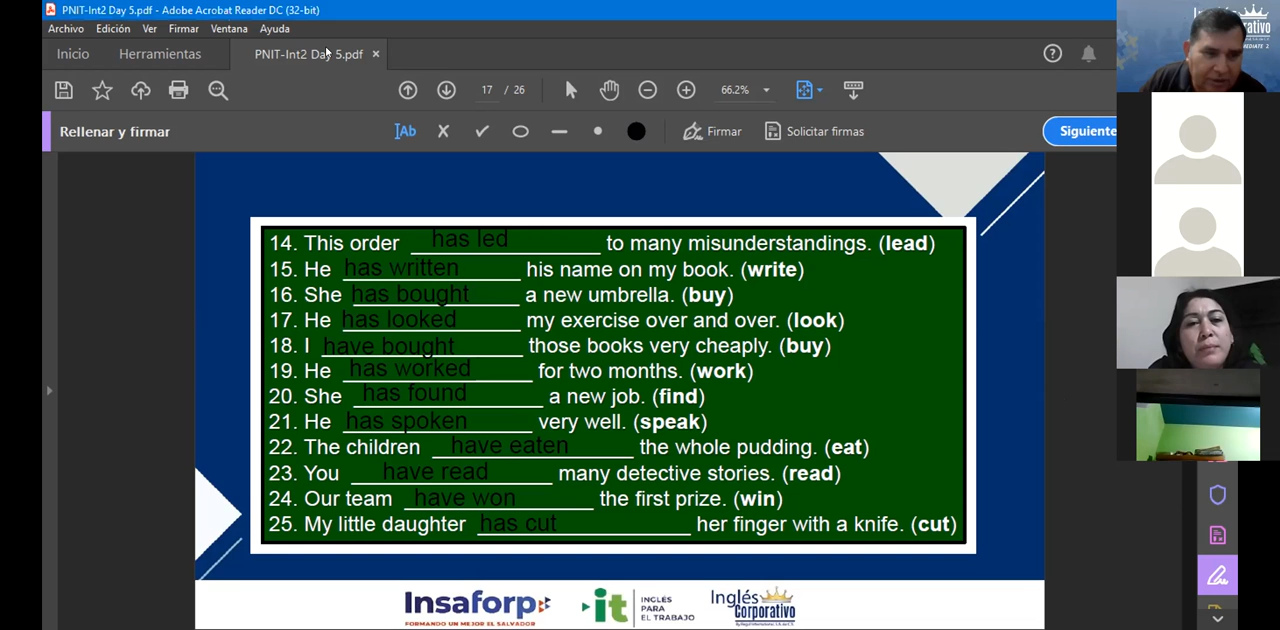 PNIT-Int2 Day 5.pdf - Adobe Acrobat Reader DC (32-bit)
Archivo Edición Ver Firmar Ventana Ayuda
Inicio Herramientas PNIT-Int2 Day 5.pdf ×
17 / 26 66.2%
Rellenar y firmar Ab Firmar Solicitar firmas Siguiente
14. This order has led to many misunderstandings. (lead)
15. He has written his name on my book. (write)
16. She has bought a new umbrella. (buy)
17. He has looked my exercise over and over. (look)
18. I have bought those books very cheaply. (buy)
19. He has worked for two months. (work)
20. She has found a new job. (find)
21. He has spoken very well. (speak)
22. The children have eaten the whole pudding. (eat)
23. You have read many detective stories. (read)
24. Our team have won the first prize. (win)
25. My little daughter has cut her finger with a knife. (cut)
Insaforp
FORMANDO UN MEJOR EL SALVADOR
it
INGLÉS
PARA
EL TRABAJO
Inglés
Corporativo